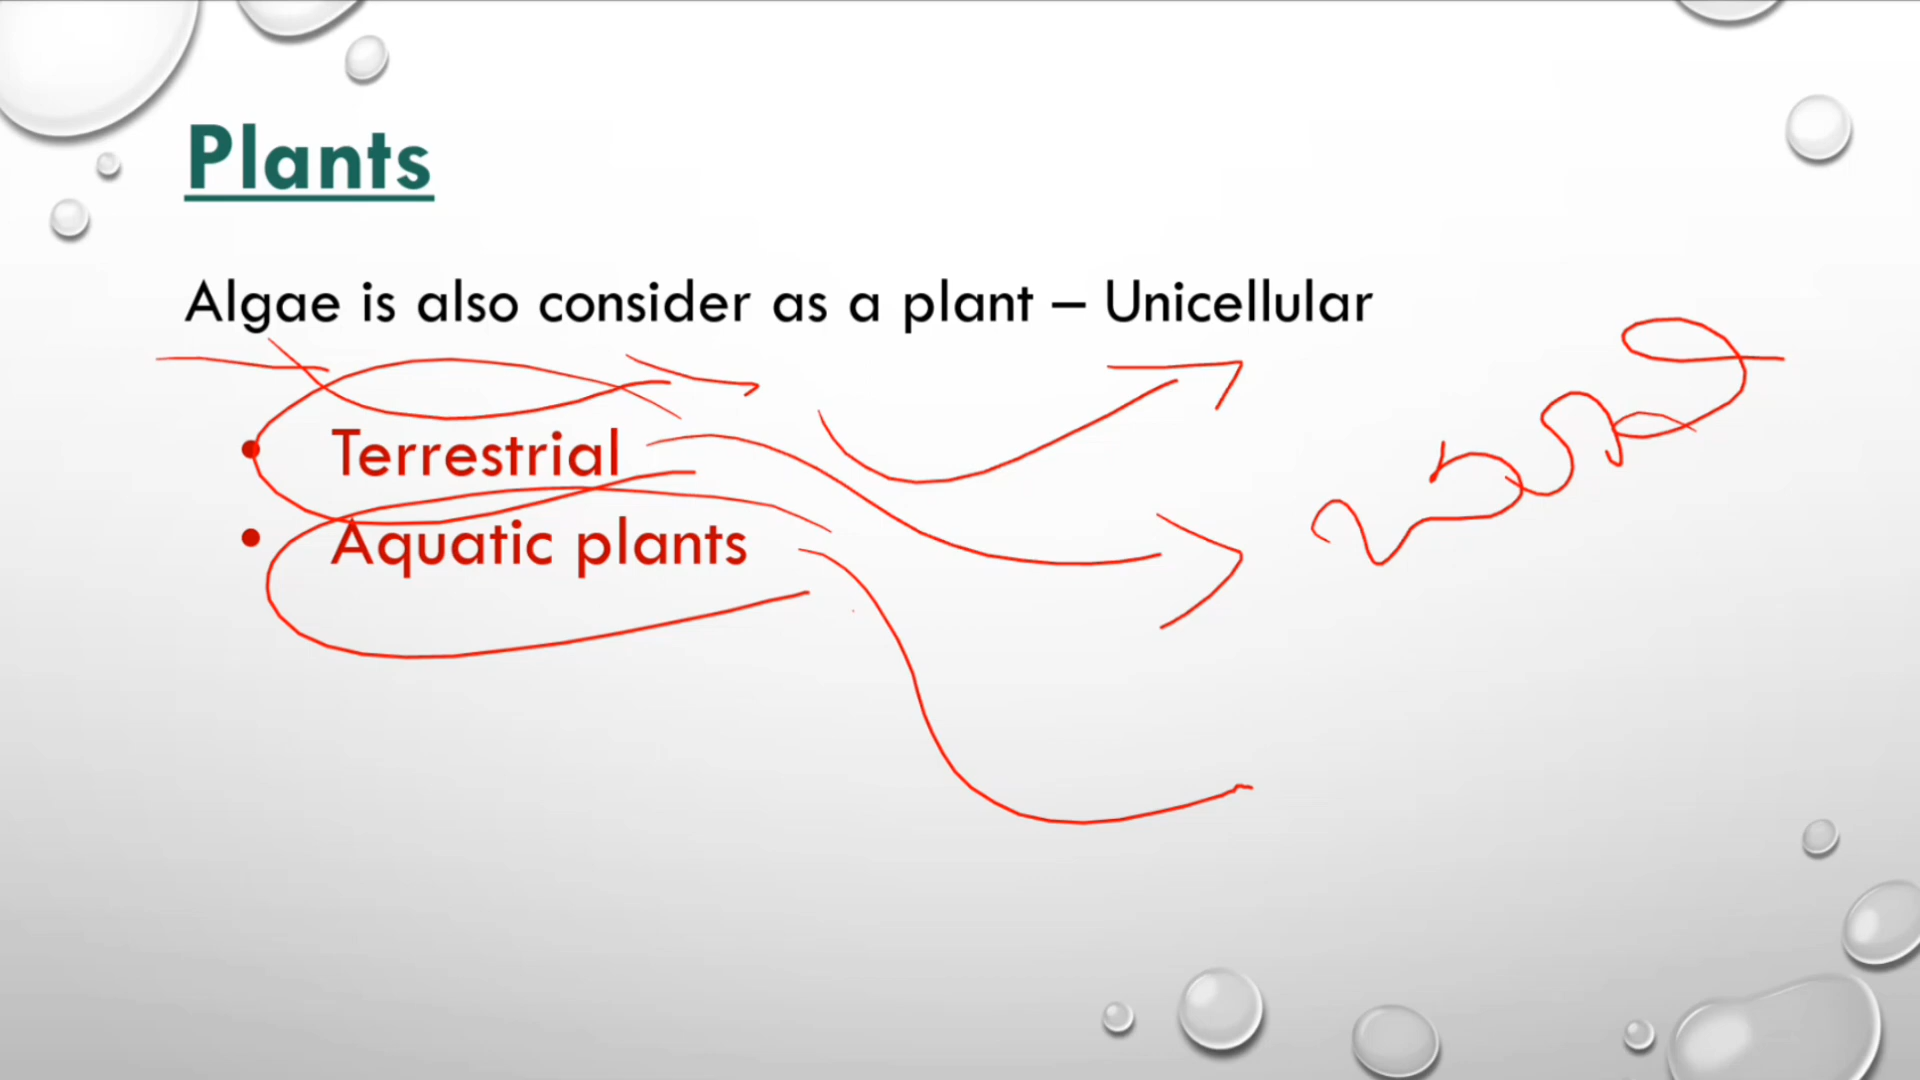 Plants
Algae is also consider as a plant – Unicellular
• Terrestrial
• Aquatic plants